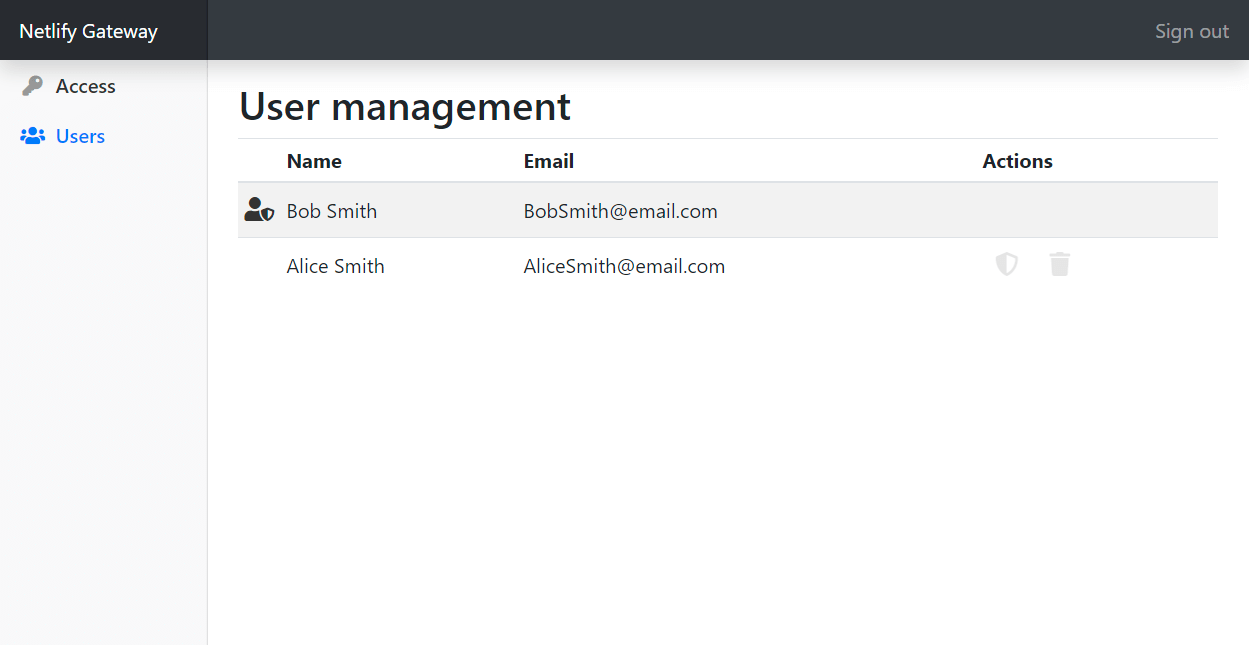 Netlify Gateway
Sign out
Access
Users
User management
Name Email Actions
Bob Smith BobSmith@email.com
Alice Smith AliceSmith@email.com